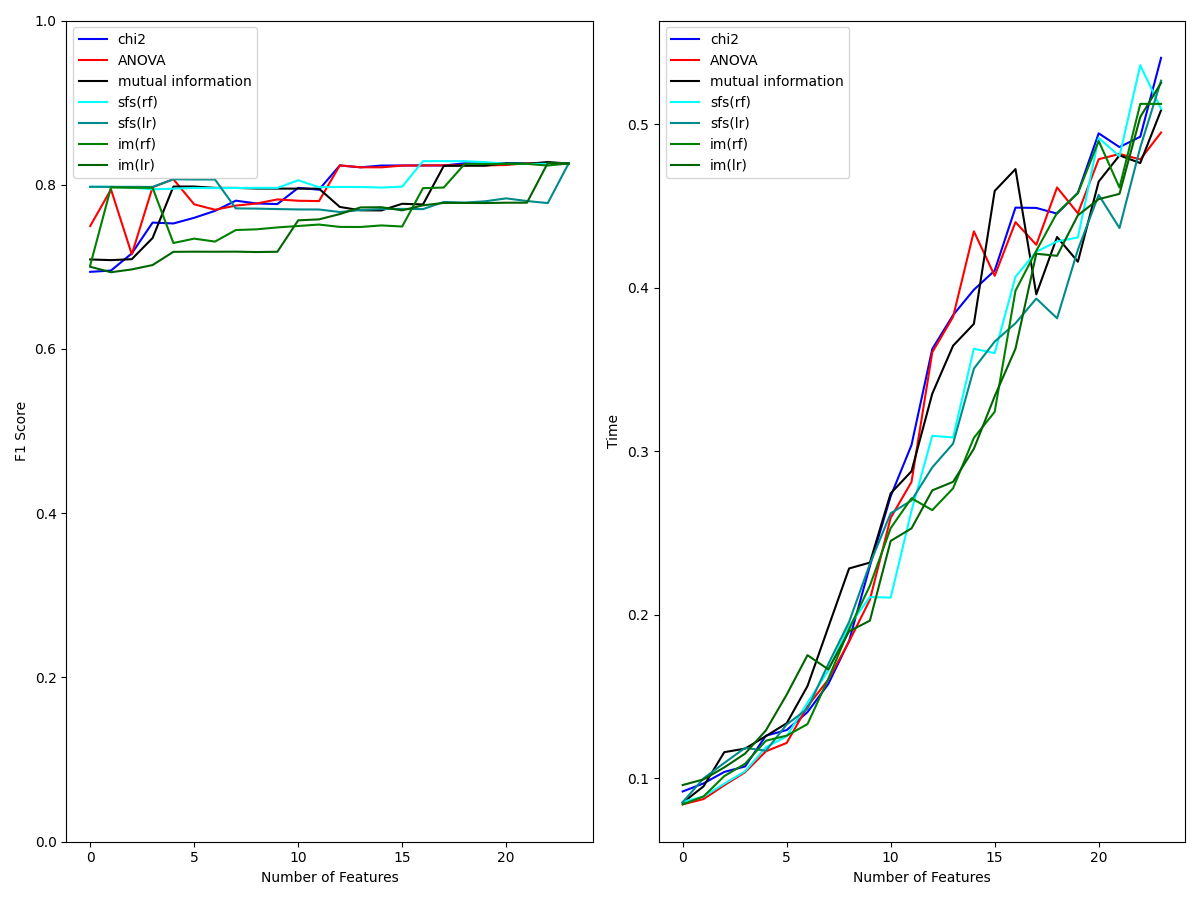 chi2
ANOVA
mutual information
sfs(rf)
sfs(lr)
im(rf)
im(lr)
1.0
0.8
0.6
0.4
0.2
0.0
F1 Score
0 5 10 15 20
Number of Features
chi2
ANOVA
mutual information
sfs(rf)
sfs(lr)
im(rf)
im(lr)
0.5
0.4
0.3
0.2
0.1
Time
0 5 10 15 20
Number of Features